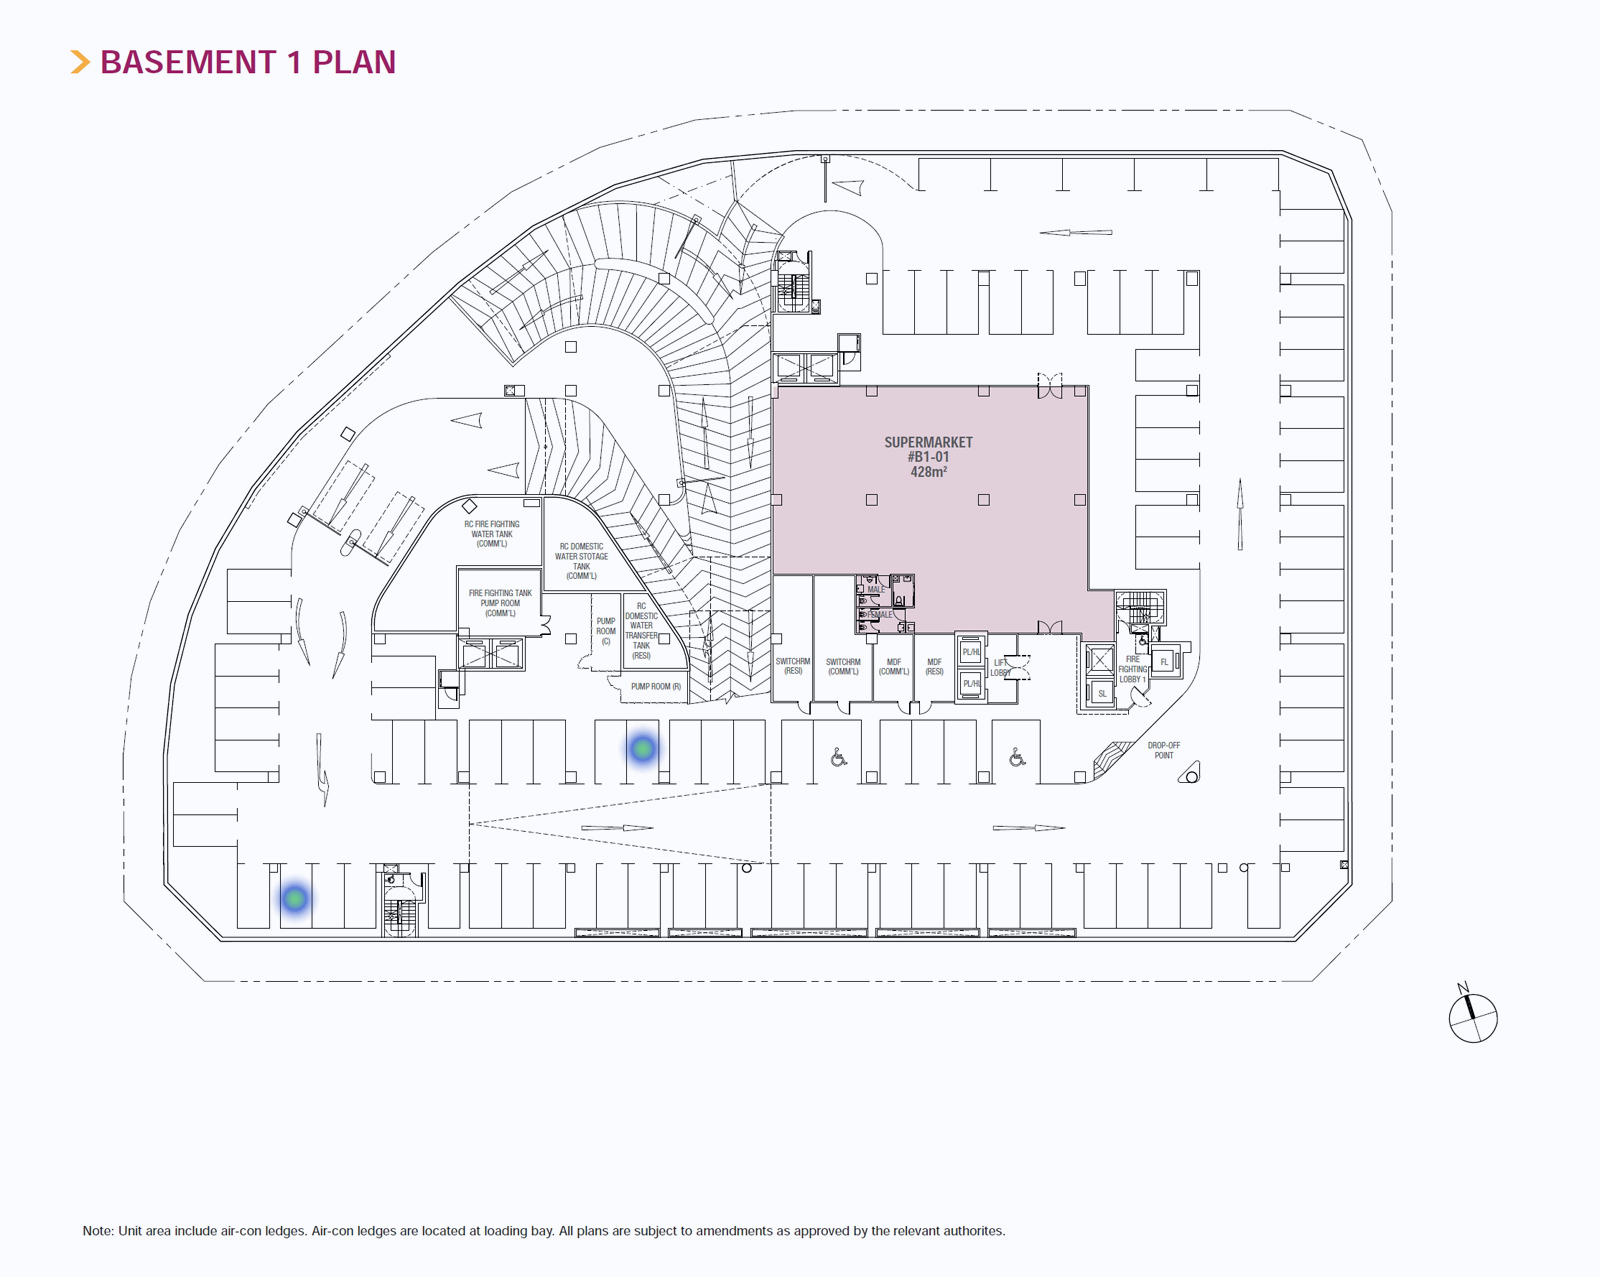 BASEMENT 1 PLAN
SUPERMARKET
#B1-01
428m²
RC FIRE FIGHTING
WATER TANK
(COMM'L)
RC DOMESTIC
WATER STOTAGE
TANK
(COMM'L)
FIRE FIGHTING TANK
PUMP ROOM
(COMM'L)
PUMP
ROOM
(C)
RC
DOMESTIC
WATER
TRANSFER
TANK
(RESI)
PUMP ROOM (R)
MALE
FEMALE
SWITCHRM
(RESI)
SWITCHRM
(COMM'L)
MDF
(COMM'L)
MDF
(RESI)
PL/HL
PL/HL
LIFT
LOBBY
FIRE
FIGHTING
LOBBY 1
FL
SL
DROP-OFF
POINT
N
Note: Unit area include air-con ledges. Air-con ledges are located at loading bay. All plans are subject to amendments as approved by the relevant authorites.